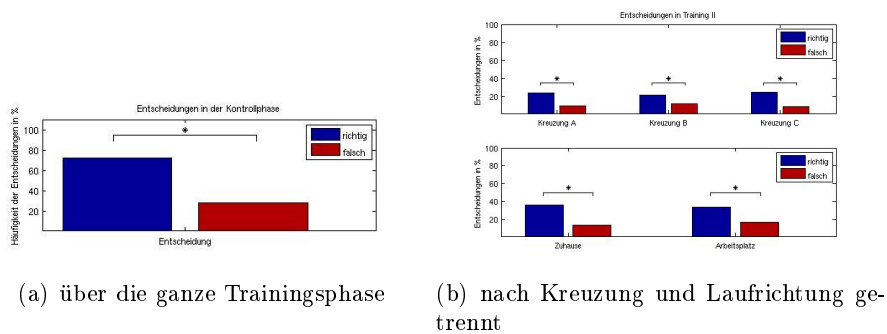 Entscheidungen in der Kontrollphase
Häufigkeit der Entscheidungen in %
100
80
60
40
20
*
richtig
falsch
Entscheidung
(a) über die ganze Trainingsphase
Entscheidungen in Training II
Entscheidungen in %
100
80
60
40
20
* * *
richtig
falsch
Kreuzung A Kreuzung B Kreuzung C
Entscheidungen in %
100
80
60
40
20
* *
richtig
falsch
Zuhause Arbeitsplatz
(b) nach Kreuzung und Laufrichtung ge-
trennt